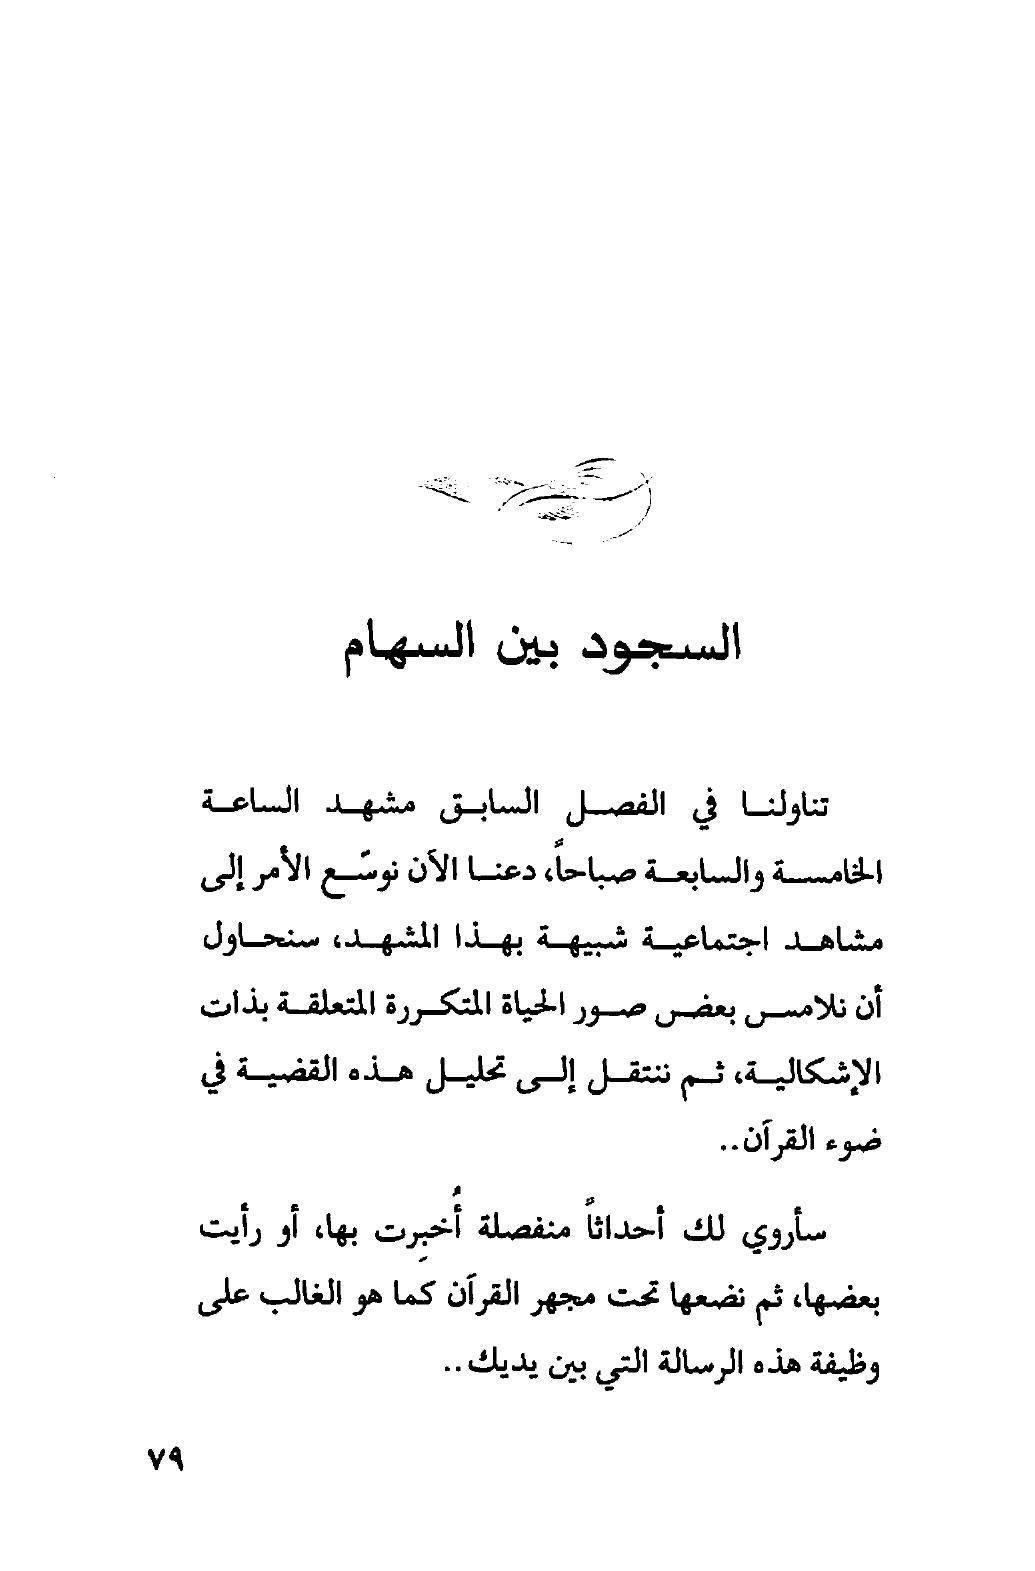 السجود بين السهام
تناولنا في الفصل السابق مشهد الساعة
الخامسة والسابعة صباحاً، دعنا الآن نوسّع الأمر إلى
مشاهد اجتماعية شبيهة بهذا المشهد، سنحاول
أن نلامس بعض صور الحياة المتكررة المتعلقة بذات
الإشكالية، ثم ننتقل إلى تحليل هذه القضية في
ضوء القرآن..
سأروي لك أحداثاً منفصلة أُخبِرت بها، أو رأيت
بعضها، ثم نضعها تحت مجهر القرآن كما هو الغالب على
وظيفة هذه الرسالة التي بين يديك..
٧٩